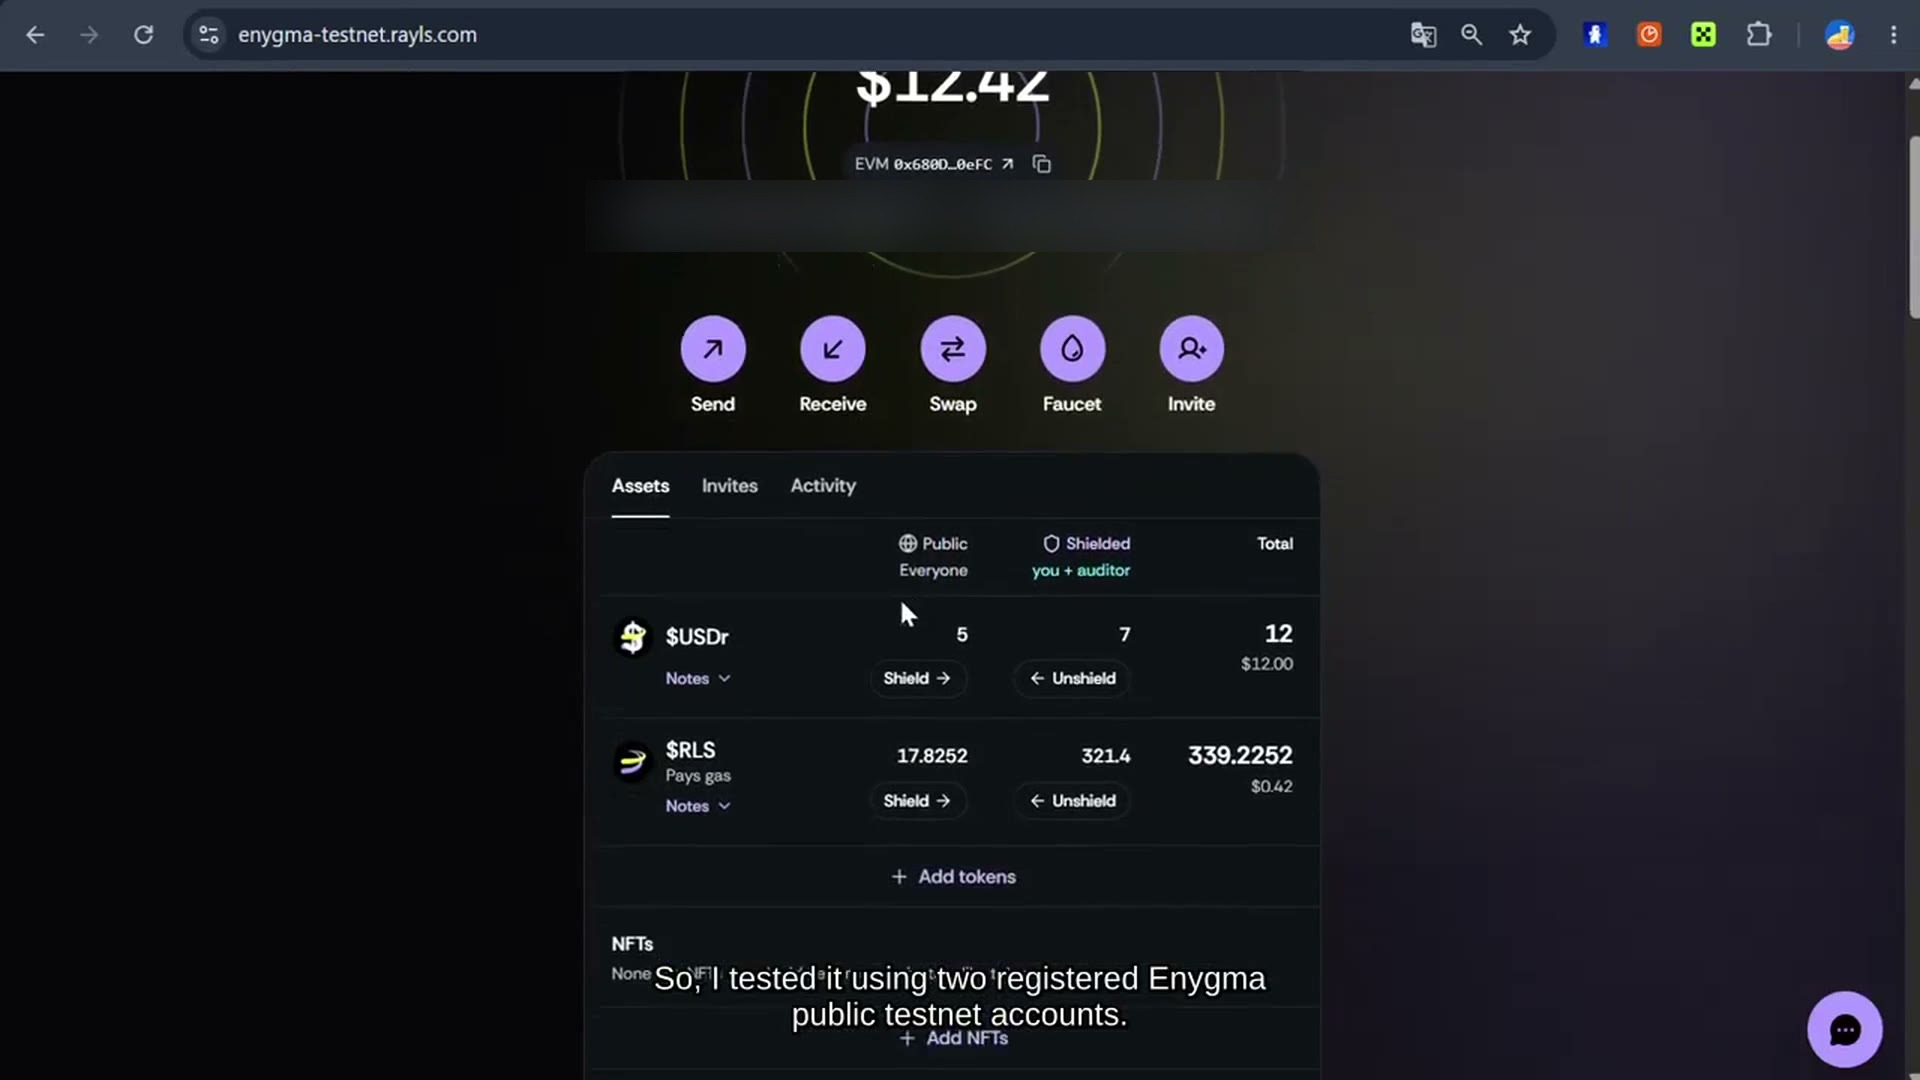 enygma-testnet.rayls.com
$12.42
EVM 0x680D...0eFC
Send
Receive
Swap
Faucet
Invite
Assets
Invites
Activity
Public
Shielded
Total
Everyone
you + auditor
$USDr
5
7
12
$12.00
Notes
Shield →
← Unshield
$RLS
17.8252
321.4
339.2252
Pays gas
$0.42
Notes
Shield →
← Unshield
+ Add tokens
NFTs
None
So, I tested it using two registered Enygma
public testnet accounts.
+ Add NFTs